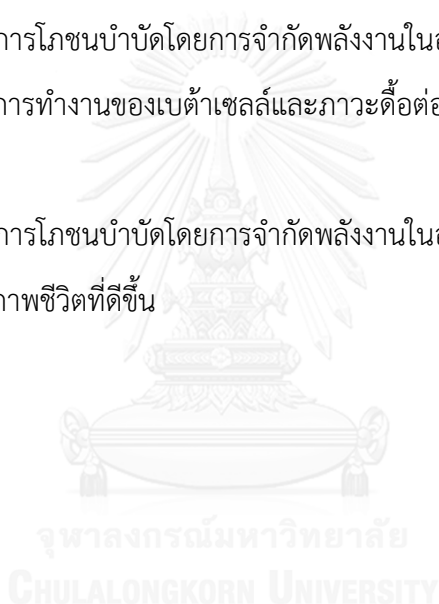 การโภชนบำบัดโดยการจำกัดพลังงานใน
การทำงานของเบต้าเซลล์และภาวะดื้อต่อ
การโภชนบำบัดโดยการจำกัดพลังงานใน
าพชีวิตที่ดีขึ้น
จุฬาลงกรณ์มหาวิทยาลัย
CHULALONGKORN UNIVERSITY